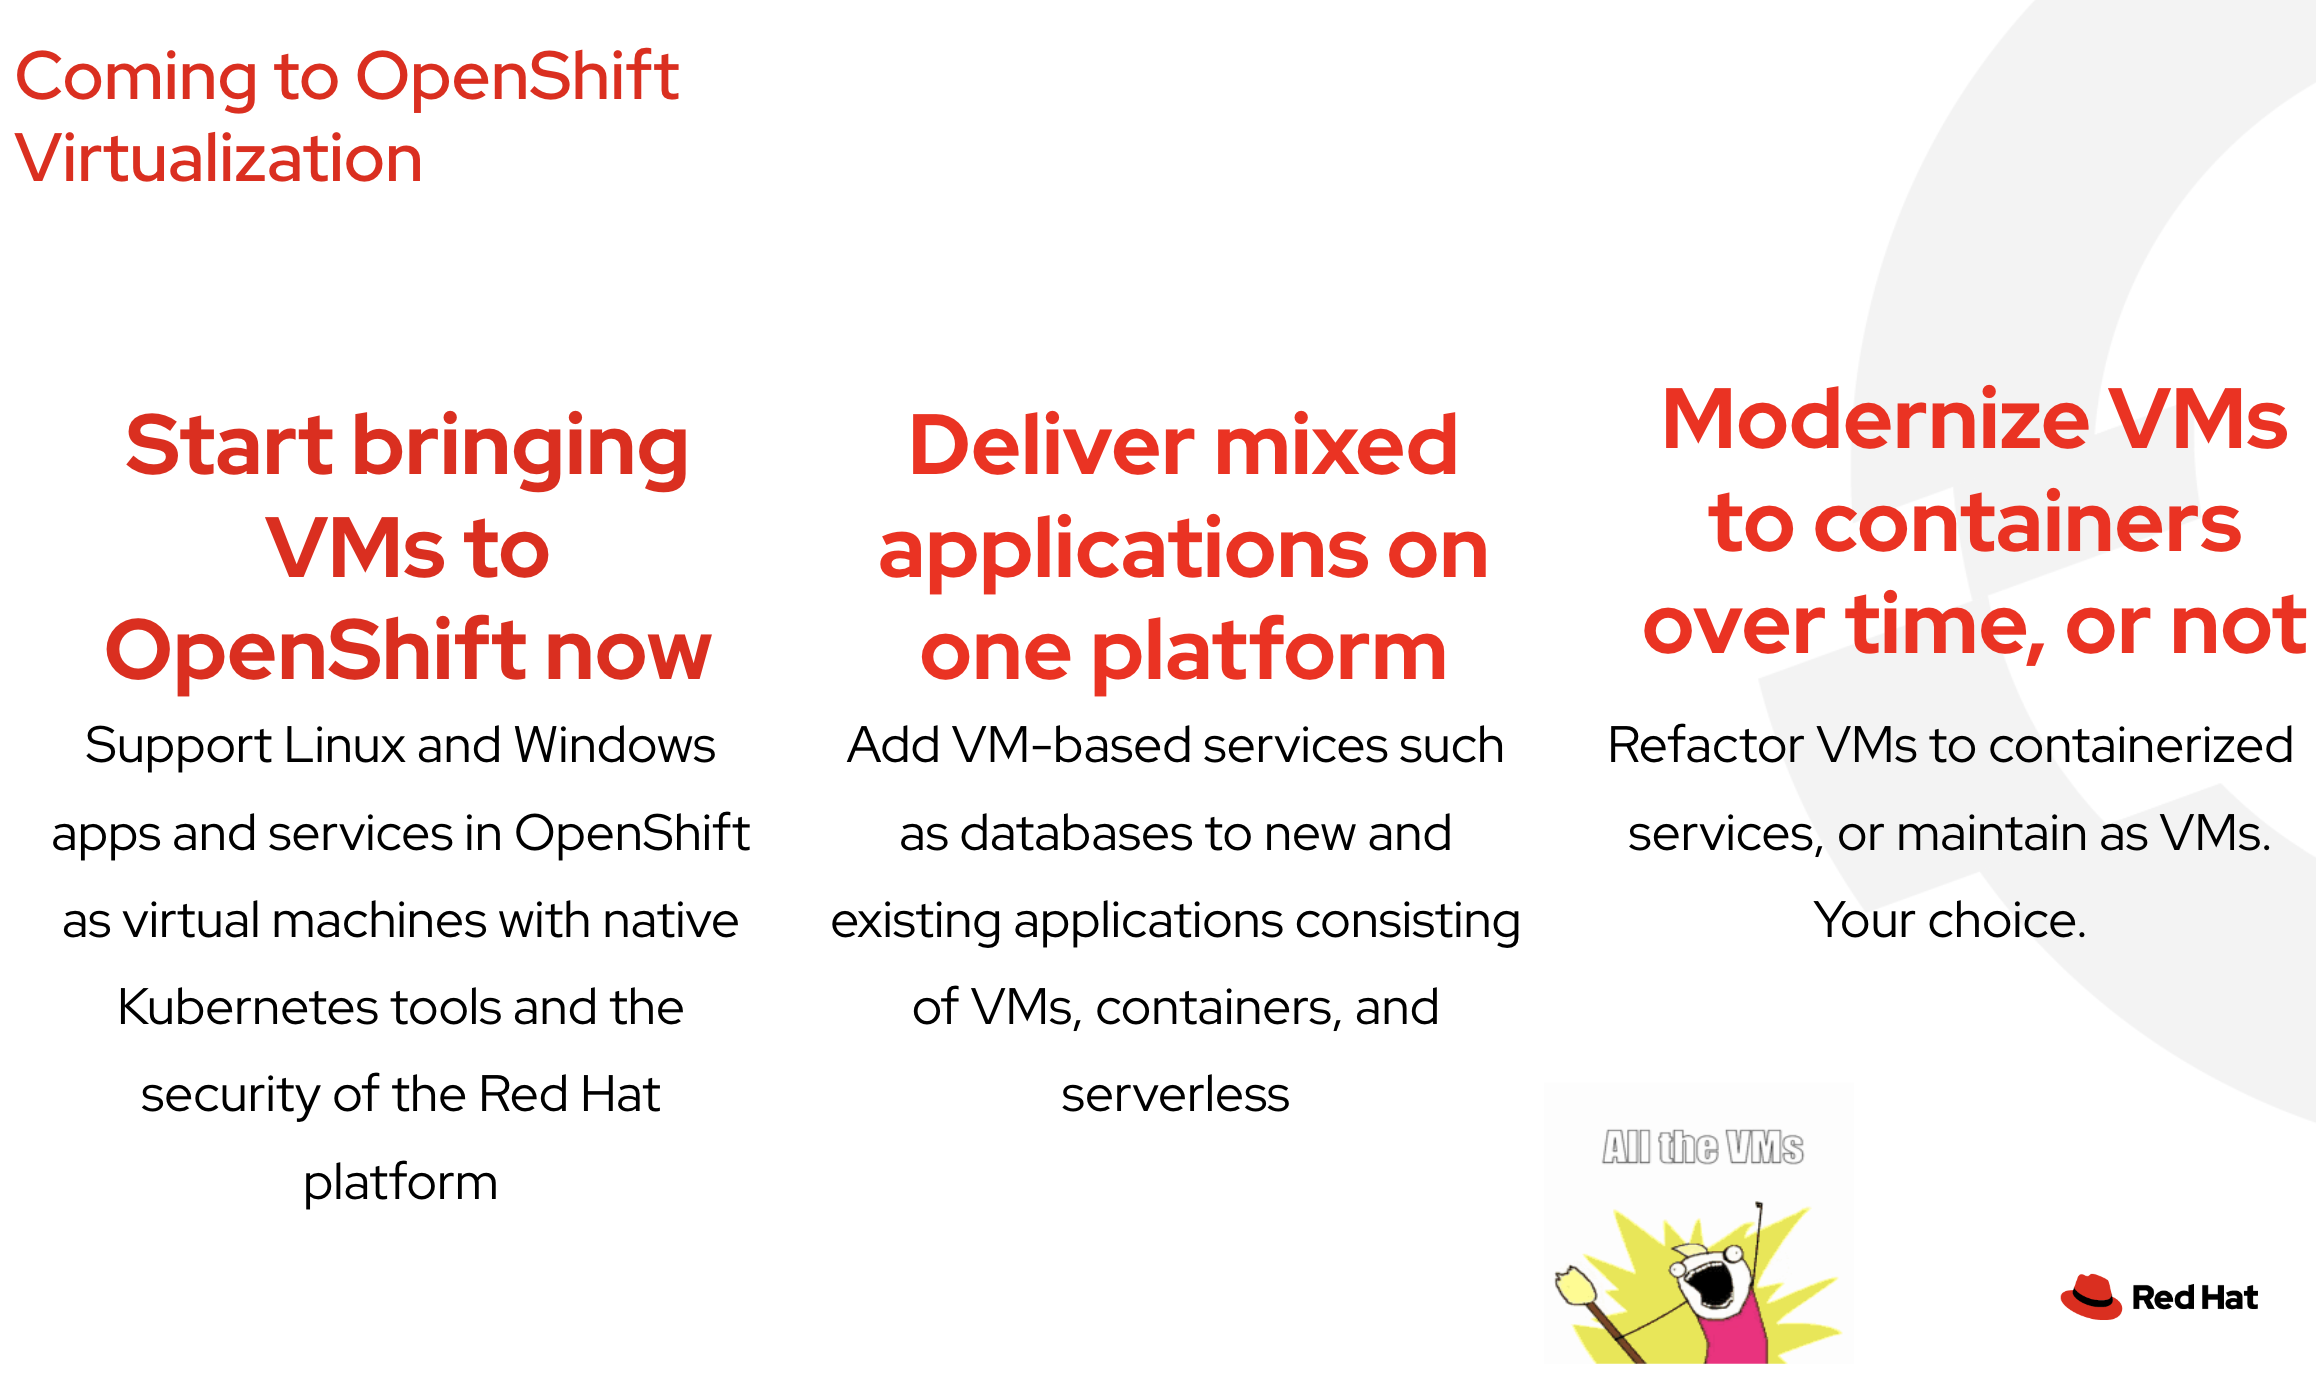 Coming to OpenShift
Virtualization
Start bringing
VMs to
OpenShift now
Support Linux and Windows
apps and services in OpenShift
as virtual machines with native
Kubernetes tools and the
security of the Red Hat
platform
Deliver mixed
applications on
one platform
Add VM-based services such
as databases to new and
existing applications consisting
of VMs, containers, and
serverless
Modernize VMs
to containers
over time, or not
Refactor VMs to containerized
services, or maintain as VMs.
Your choice.
All the VMs
Red Hat